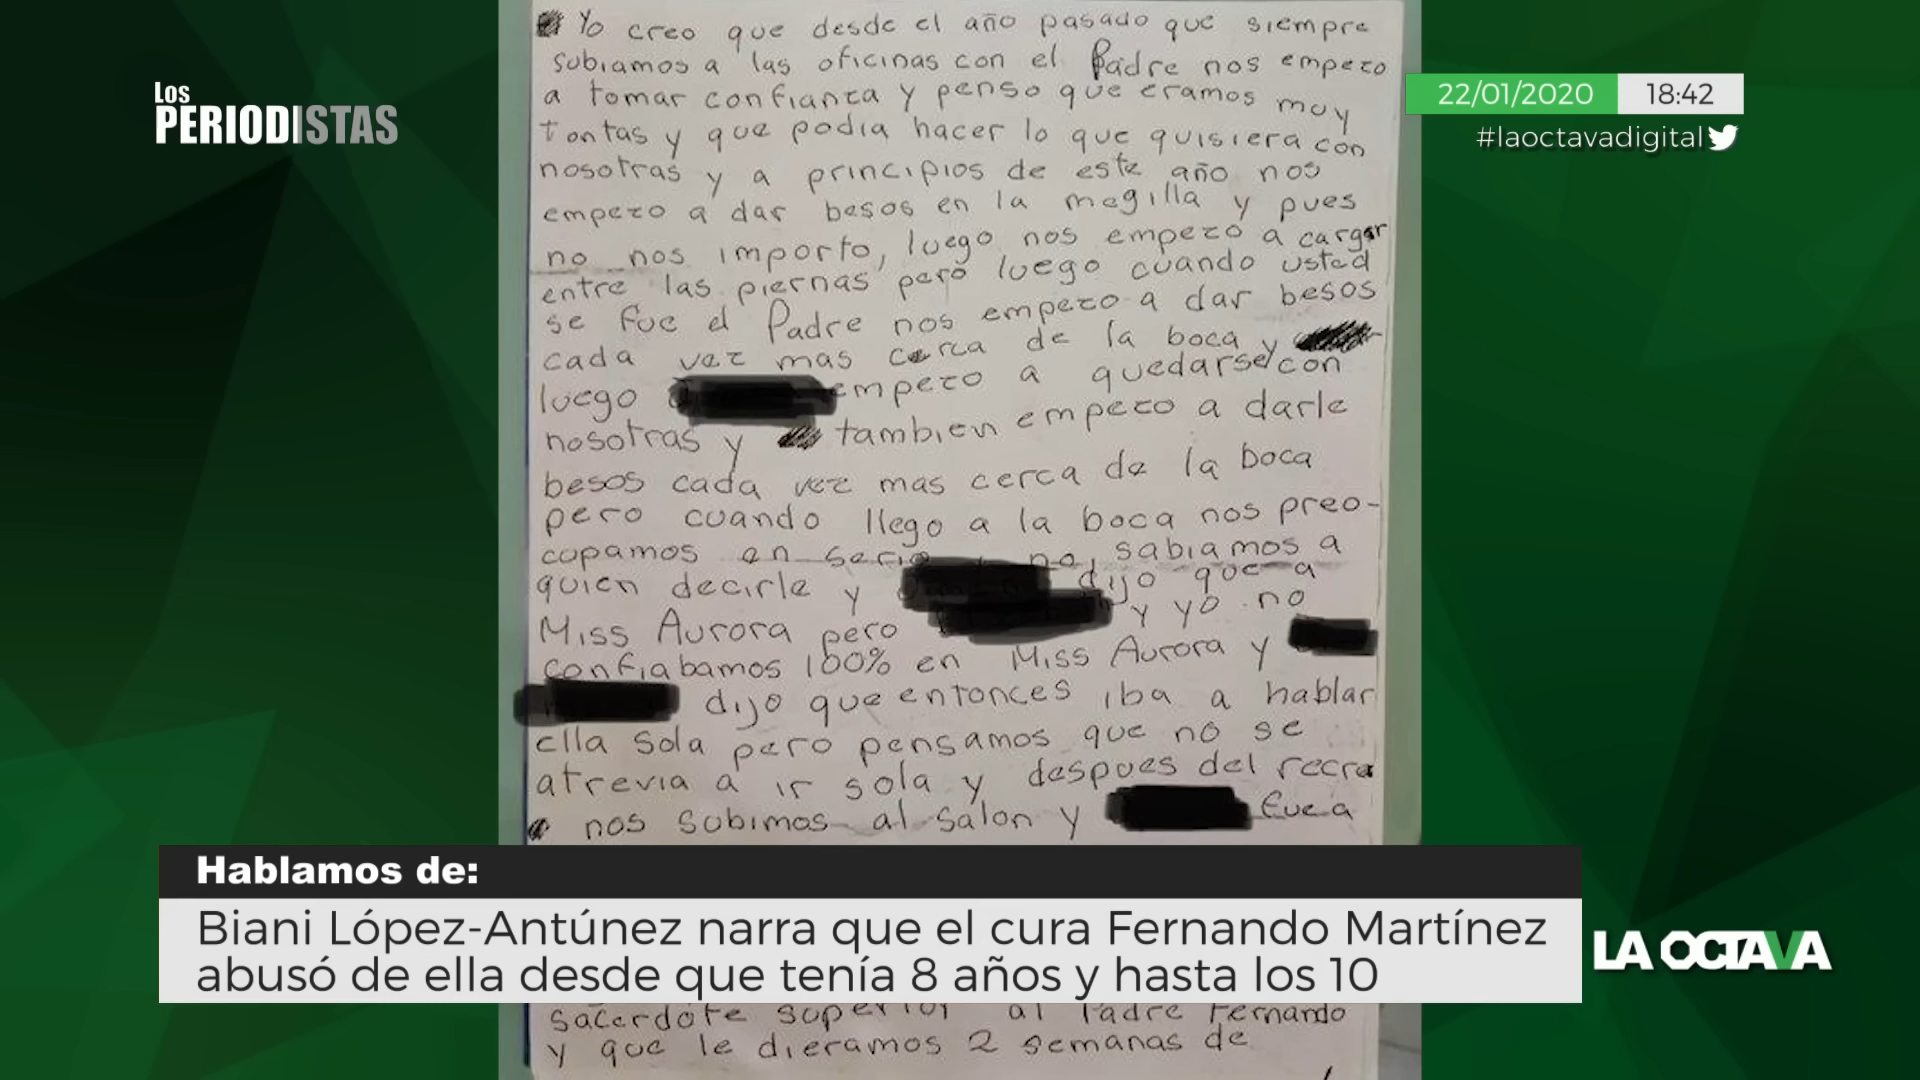 Los
PERIODISTAS
22/01/2020 18:42
#laoctavadigital
Yo creo que desde el año pasado que siempre
subiamos a las oficinas con el Padre nos empezo
a tomar confianza y penso que eramos muy
tontas y que podia hacer lo que quisiera con
nosotras y a principios de este año nos
empezo a dar besos en la megilla y pues
no nos importo, luego nos empezo a cargar
entre las piernas pero luego cuando usted
se fue el Padre nos empezo a dar besos
cada vez mas cerca de la boca y
luego empezo a quedarse con
nosotras y tambien empezo a darle
besos cada vez mas cerca de la boca
pero cuando llego a la boca nos preo-
cupamos en serio no sabiamos a
quien decirle y dijo que a
Miss Aurora pero y yo no
confiabamos 100% en Miss Aurora y
dijo que entonces iba a hablar
ella sola pero pensamos que no se
atrevia a ir sola y despues del recra
nos subimos al salon y fue a
Hablamos de:
Biani López-Antúnez narra que el cura Fernando Martínez
abusó de ella desde que tenía 8 años y hasta los 10
LA OCTAVA
sacerdote superior al Padre Fernando
y que le dieramos 2 semanas de